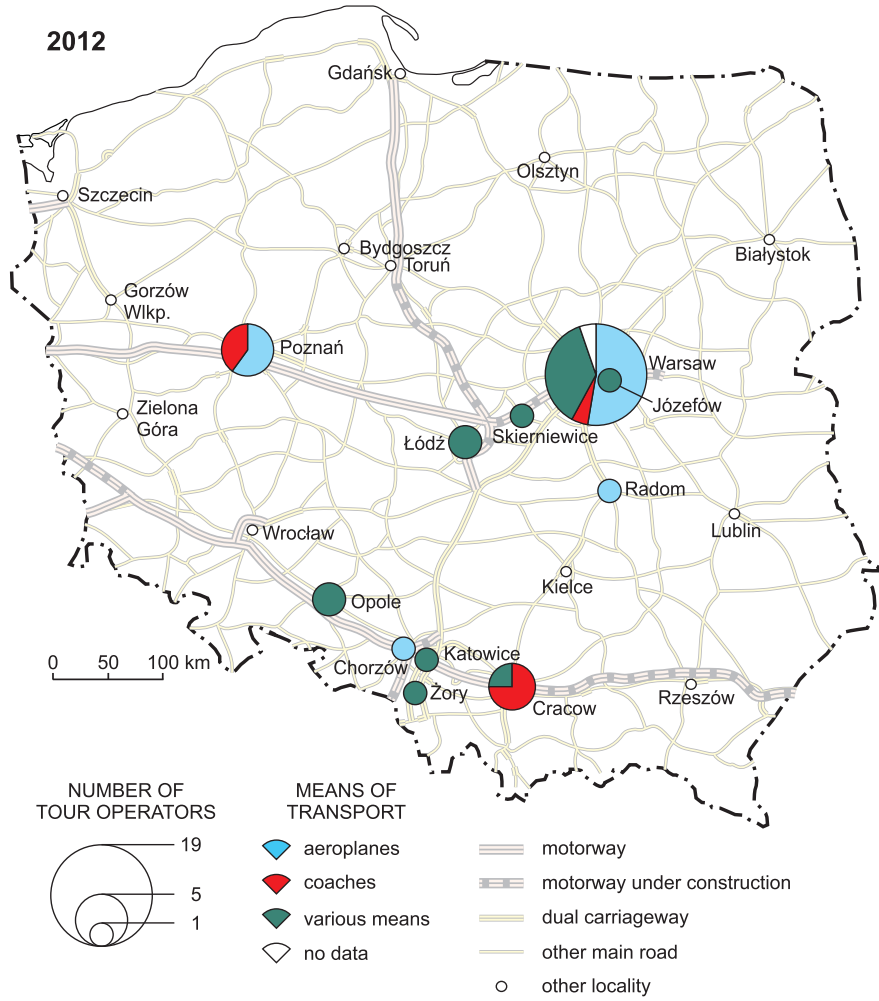 2012
Gdańsk
Olsztyn
Szczecin
Białystok
Bydgoszcz
Toruń
Gorzów
Wlkp.
Poznań
Warsaw
Józefów
Zielona
Góra
Skierniewice
Łódź
Radom
Wrocław
Lublin
Kielce
Opole
Katowice
Chorzów
Żory
Cracow
Rzeszów
0 50 100 km
NUMBER OF
TOUR OPERATORS
19
5
1
MEANS OF
TRANSPORT
aeroplanes
coaches
various means
no data
motorway
motorway under construction
dual carriageway
other main road
other locality